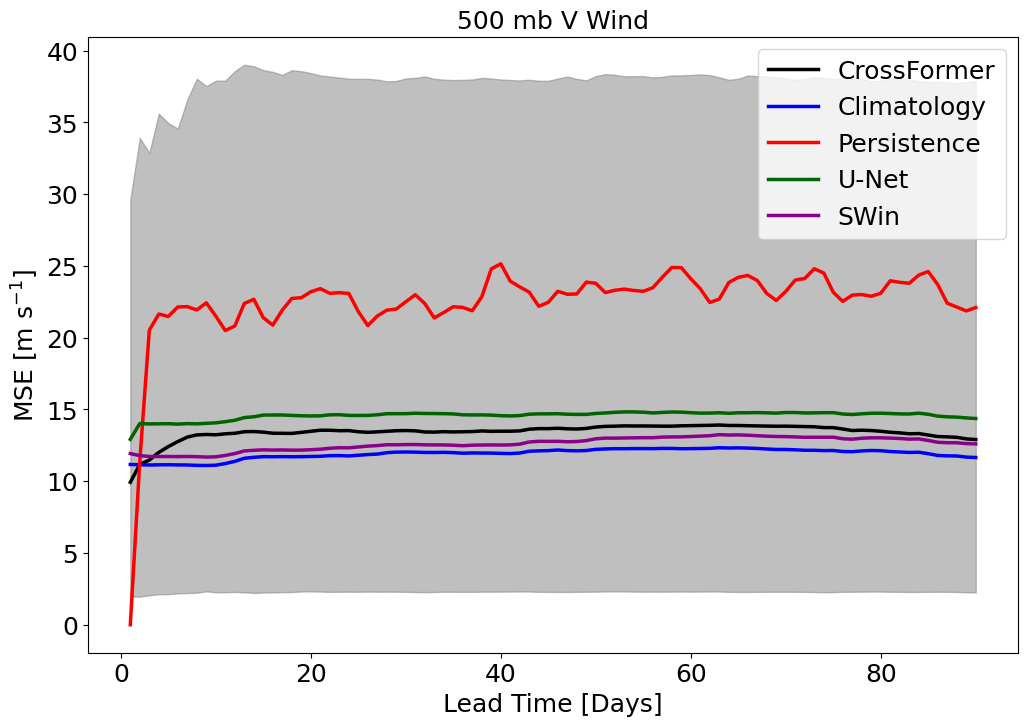 500 mb V Wind
MSE [m s⁻¹]
40
35
30
25
20
15
10
5
0
CrossFormer
Climatology
Persistence
U-Net
SWin
0 20 40 60 80
Lead Time [Days]